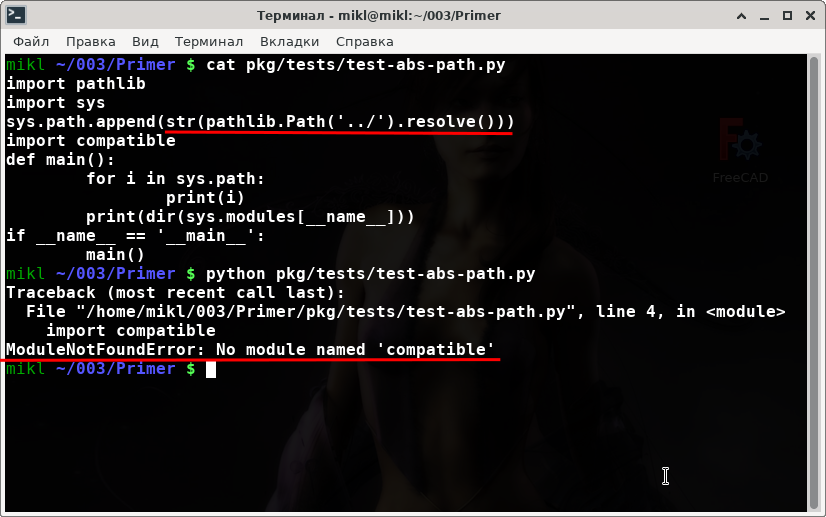 Терминал - mikl@mikl:~/003/Primer
Файл Правка Вид Терминал Вкладки Справка
mikl ~/003/Primer $ cat pkg/tests/test-abs-path.py
import pathlib
import sys
sys.path.append(str(pathlib.Path('../').resolve()))
import compatible
def main():
        for i in sys.path:
                print(i)
        print(dir(sys.modules[__name__]))
if __name__ == '__main__':
        main()
mikl ~/003/Primer $ python pkg/tests/test-abs-path.py
Traceback (most recent call last):
  File "/home/mikl/003/Primer/pkg/tests/test-abs-path.py", line 4, in <module>
    import compatible
ModuleNotFoundError: No module named 'compatible'
mikl ~/003/Primer $
FreeCAD